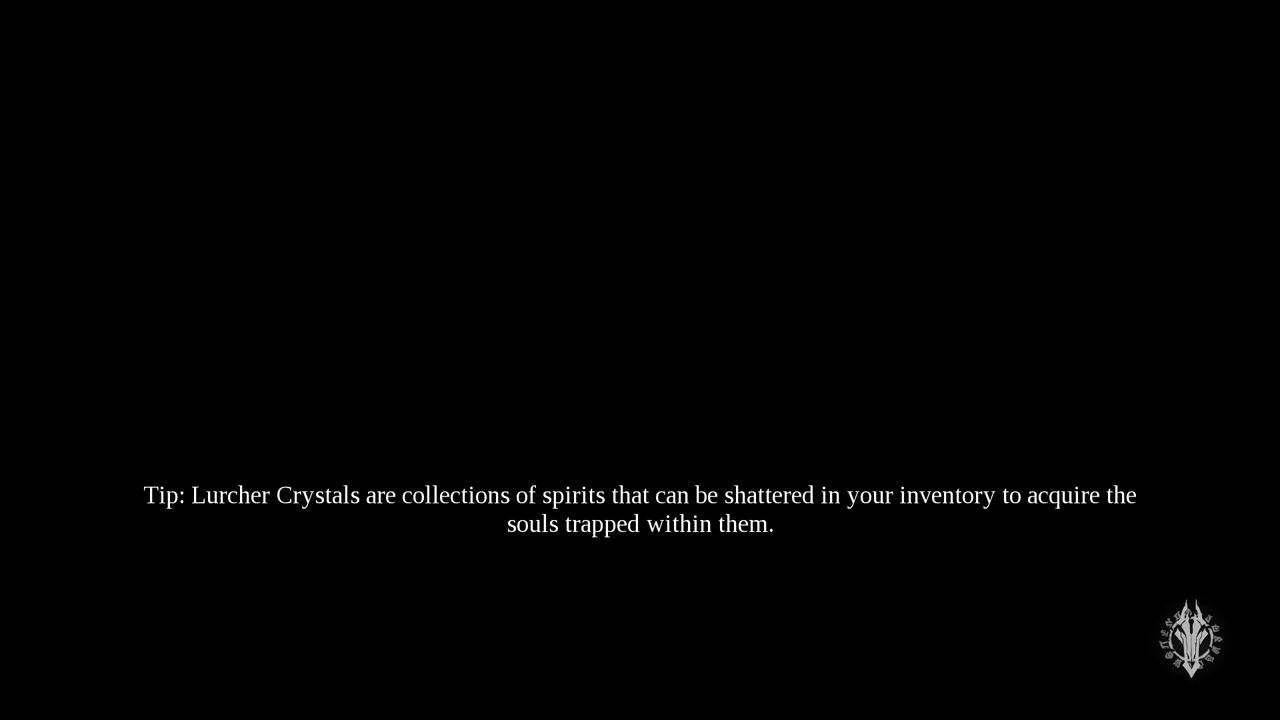 Tip: Lurcher Crystals are collections of spirits that can be shattered in your inventory to acquire the
souls trapped within them.